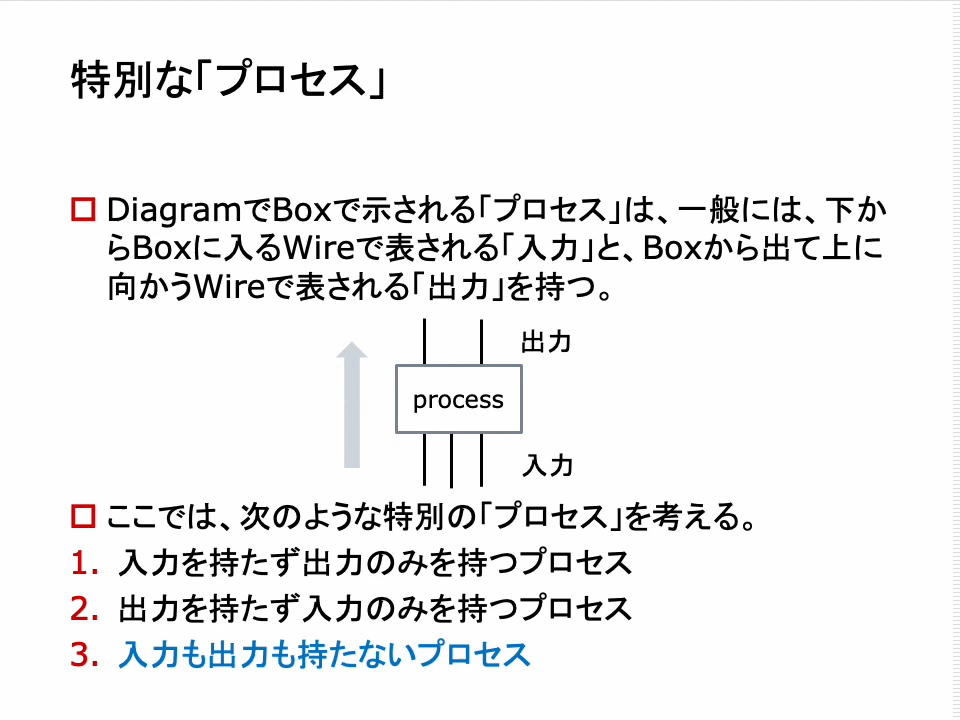 特別な「プロセス」
DiagramでBoxで示される「プロセス」は、一般には、下か
らBoxに入るWireで表される「入力」と、Boxから出て上に
向かうWireで表される「出力」を持つ。
出力
process
入力
ここでは、次のような特別の「プロセス」を考える。
1. 入力を持たず出力のみを持つプロセス
2. 出力を持たず入力のみを持つプロセス
3. 入力も出力も持たないプロセス